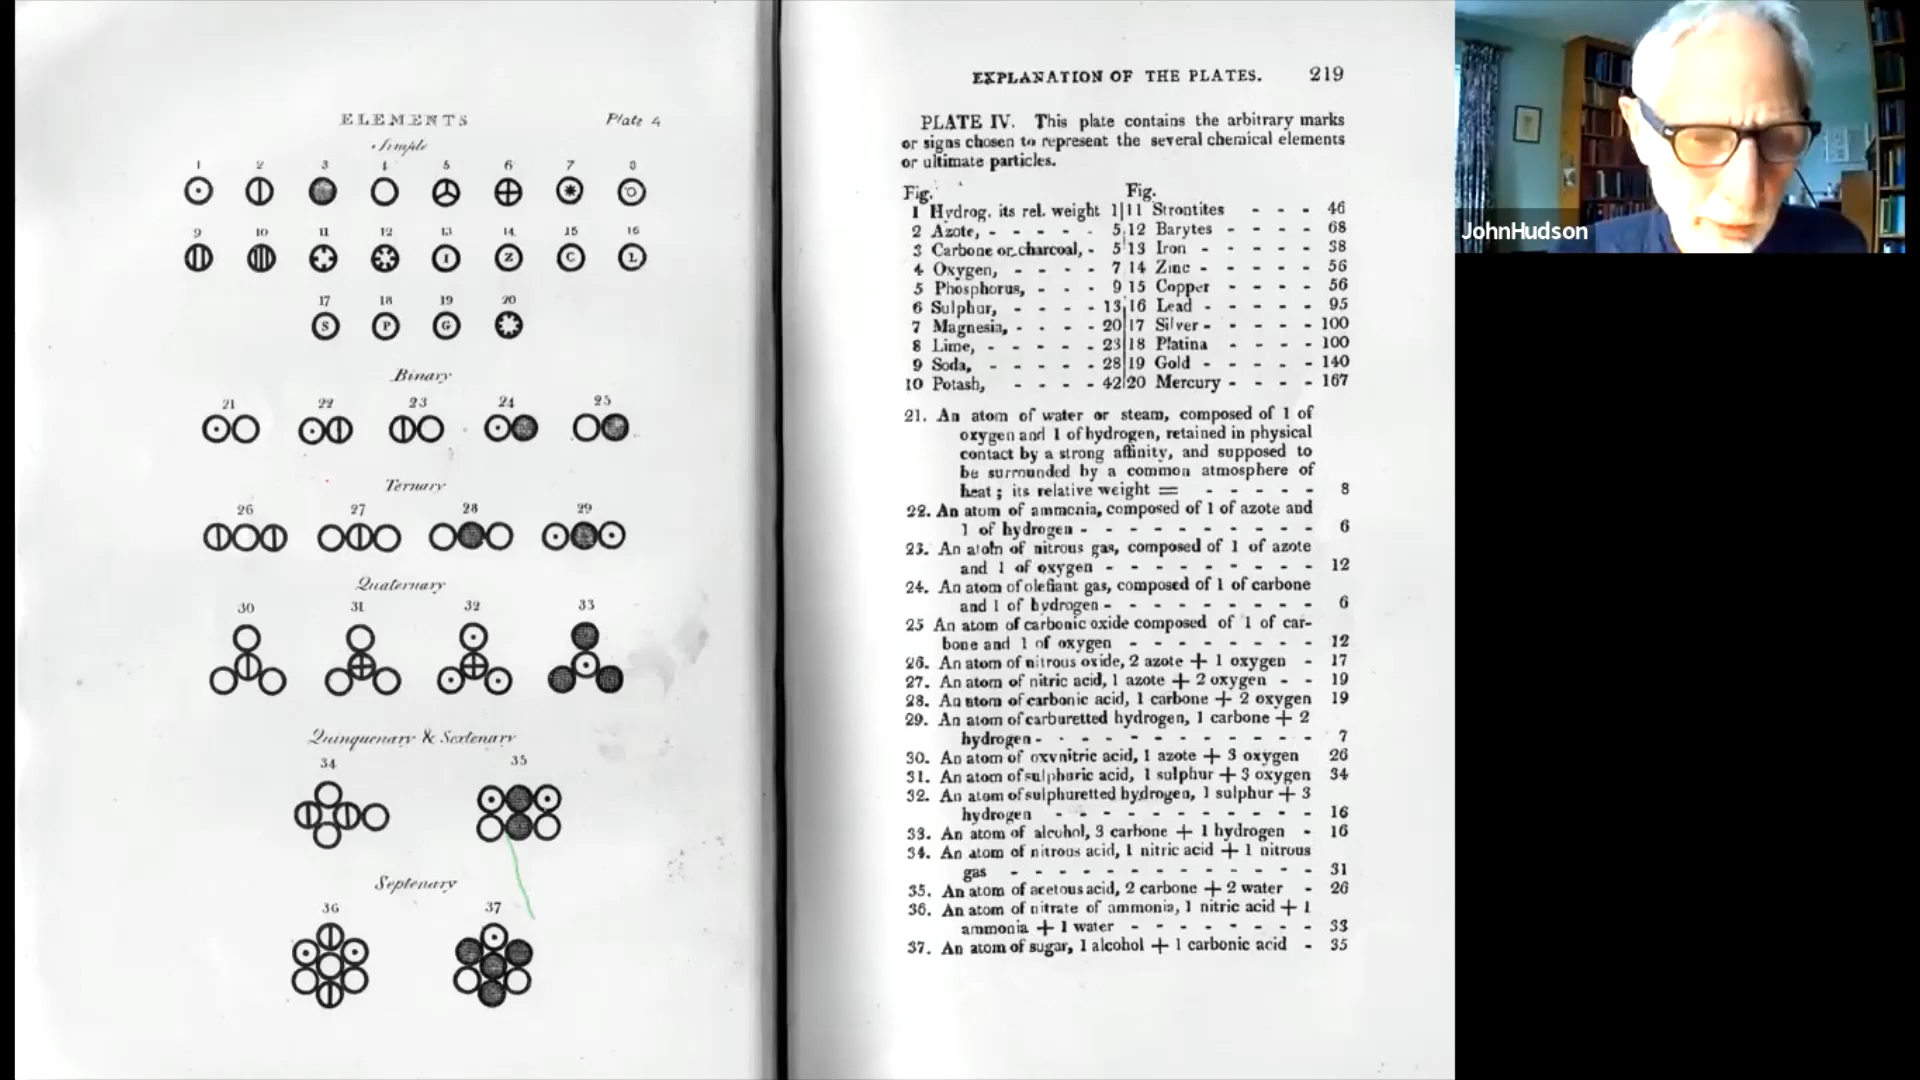 ELEMENTS Plate 4
Simple
1 2 3 4 5 6 7 8
9 10 11 12 13 14 15 16
I Z C L
17 18 19 20
S P G
Binary
21 22 23 24 25
Ternary
26 27 28 29
Quaternary
30 31 32 33
Quinquenary & Sextenary
34 35
Septenary
36 37
EXPLANATION OF THE PLATES. 219
PLATE IV. This plate contains the arbitrary marks
or signs chosen to represent the several chemical elements
or ultimate particles.
Fig. Fig.
1 Hydrog. its rel. weight 1 11 Strontites - - - 46
2 Azote, - - - - - 5 12 Barytes - - - - 68
3 Carbone or charcoal, - 5 13 Iron - - - - - 38
4 Oxygen, - - - - 7 14 Zinc - - - - - 56
5 Phosphorus, - - - 9 15 Copper - - - - 56
6 Sulphur, - - - - 13 16 Lead - - - - - 95
7 Magnesia, - - - - 20 17 Silver - - - - - 100
8 Lime, - - - - - 23 18 Platina - - - - 100
9 Soda, - - - - - 28 19 Gold - - - - - 140
10 Potash, - - - - 42 20 Mercury - - - - 167
21. An atom of water or steam, composed of 1 of
oxygen and 1 of hydrogen, retained in physical
contact by a strong affinity, and supposed to
be surrounded by a common atmosphere of
heat; its relative weight = - - - - - 8
22. An atom of ammonia, composed of 1 of azote and
1 of hydrogen - - - - - - - - - - 6
23. An atom of nitrous gas, composed of 1 of azote
and 1 of oxygen - - - - - - - - - 12
24. An atom of olefiant gas, composed of 1 of carbone
and 1 of hydrogen - - - - - - - - - 6
25 An atom of carbonic oxide composed of 1 of car-
bone and 1 of oxygen - - - - - - - - 12
26. An atom of nitrous oxide, 2 azote + 1 oxygen - 17
27. An atom of nitric acid, 1 azote + 2 oxygen - - 19
28. An atom of carbonic acid, 1 carbone + 2 oxygen 19
29. An atom of carburetted hydrogen, 1 carbone + 2
hydrogen - - - - - - - - - - - - 7
30. An atom of oxynitric acid, 1 azote + 3 oxygen 26
31. An atom of sulphuric acid, 1 sulphur + 3 oxygen 34
32. An atom of sulphuretted hydrogen, 1 sulphur + 3
hydrogen - - - - - - - - - - - 16
33. An atom of alcohol, 3 carbone + 1 hydrogen - 16
34. An atom of nitrous acid, 1 nitric acid + 1 nitrous
gas - - - - - - - - - - - - - 31
35. An atom of acetous acid, 2 carbone + 2 water - 26
36. An atom of nitrate of ammonia, 1 nitric acid + 1
ammonia + 1 water - - - - - - - - 33
37. An atom of sugar, 1 alcohol + 1 carbonic acid - 35
JohnHudson